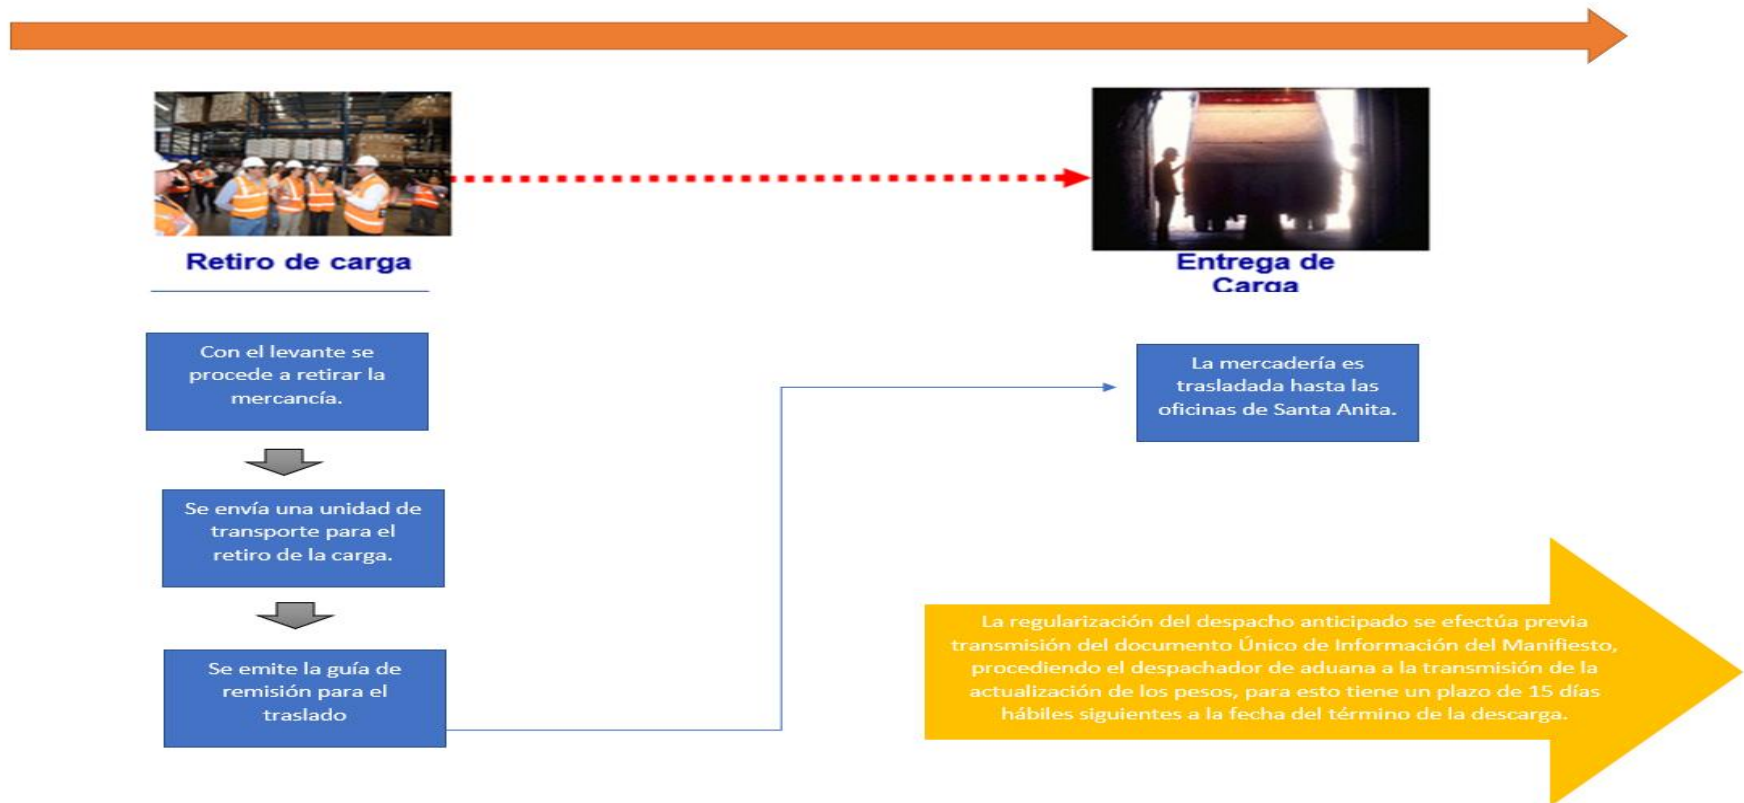 Retiro de carga
Entrega de
Carga
Con el levante se
procede a retirar la
mercancía.
Se envía una unidad de
transporte para el
retiro de la carga.
Se emite la guía de
remisión para el
traslado
La mercadería es
trasladada hasta las
oficinas de Santa Anita.
La regularización del despacho anticipado se efectúa previa
transmisión del documento Único de Información del Manifiesto,
procediendo el despachador de aduana a la transmisión de la
actualización de los pesos, para esto tiene un plazo de 15 días
hábiles siguientes a la fecha del término de la descarga.